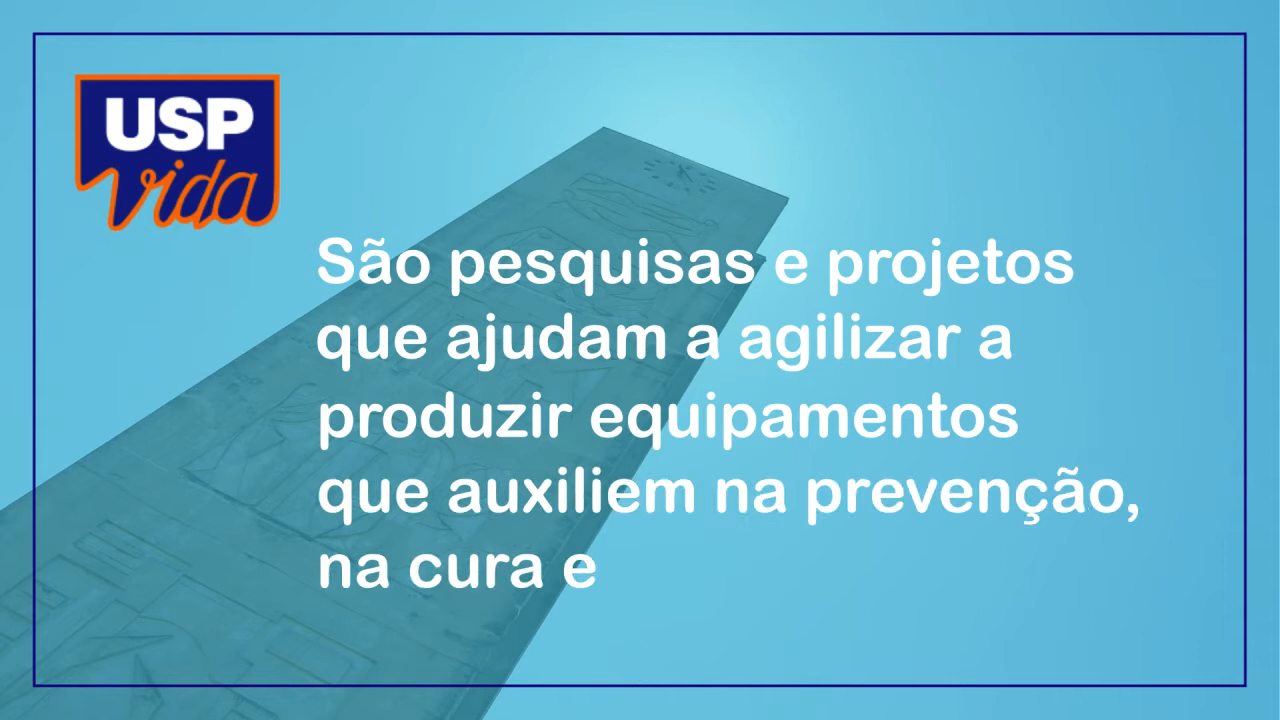 USP
vida
São pesquisas e projetos
que ajudam a agilizar a
produzir equipamentos
que auxiliem na prevenção,
na cura e